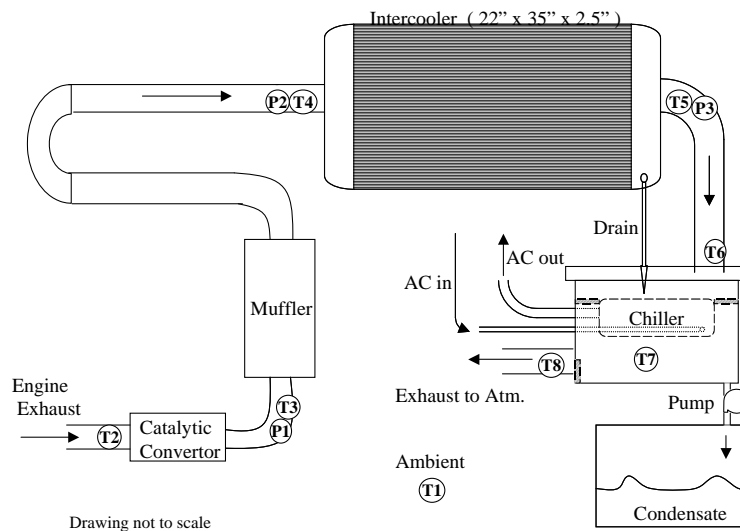 Intercooler ( 22” x 35” x 2.5” )
P2 T4
T5 P3
Drain
T6
AC out
AC in
Muffler
Chiller
T7
T8
Exhaust to Atm.
Engine
Exhaust
T3
Pump
Catalytic
Convertor
T2
P1
Ambient
T1
Condensate
Drawing not to scale